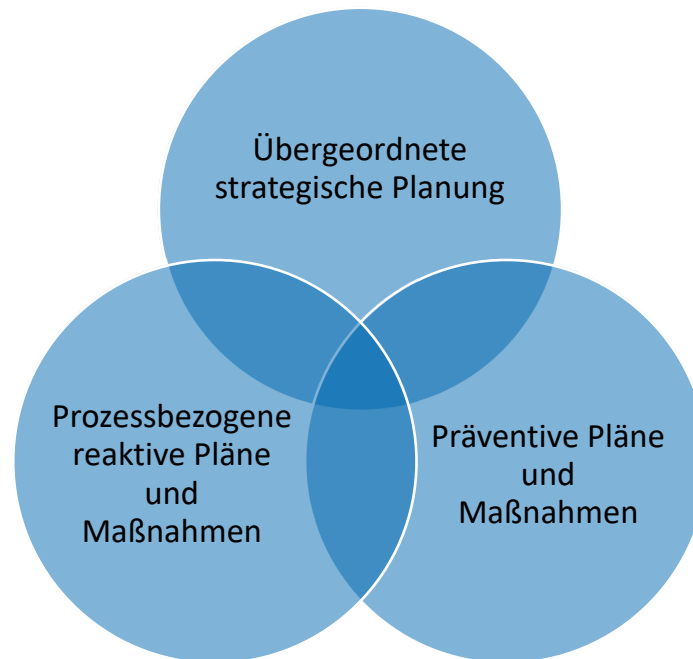 Übergeordnete
strategische Planung
Prozessbezogene
reaktive Pläne
und
Maßnahmen
Präventive Pläne
und
Maßnahmen